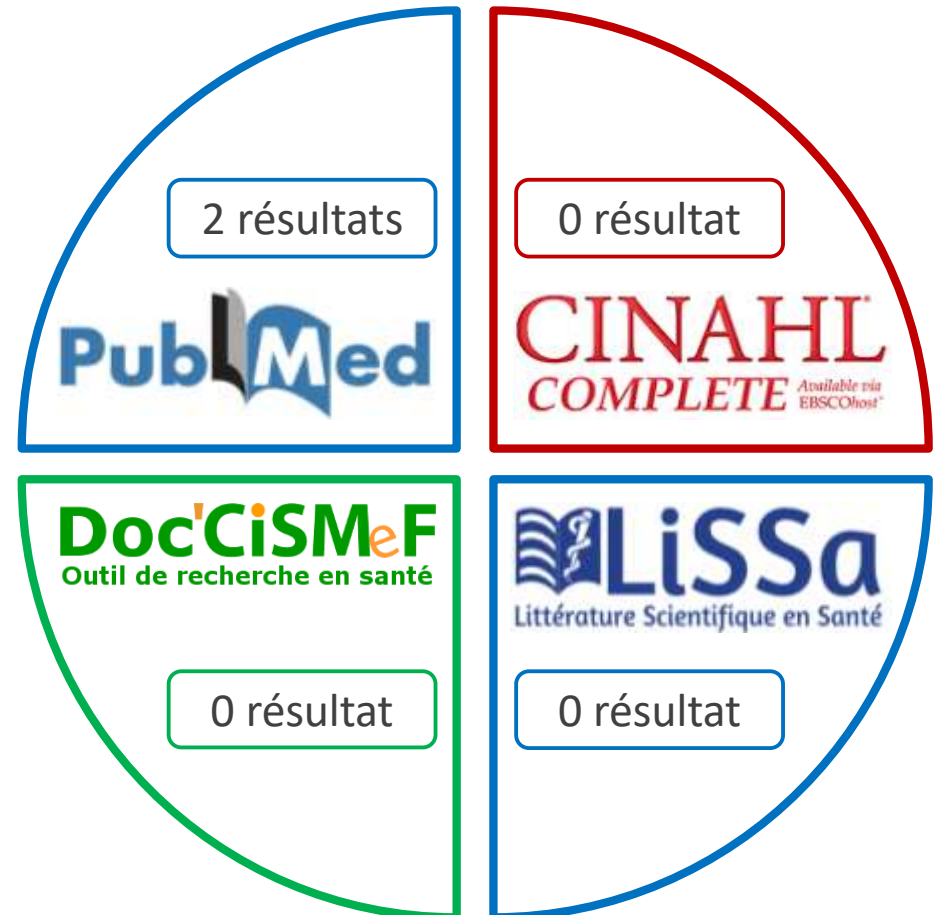 2 résultats
PubMed
0 résultat
CINAHL
COMPLETE Available via
EBSCOhost
Doc'CiSMeF
Outil de recherche en santé
0 résultat
LiSSa
Littérature Scientifique en Santé
0 résultat